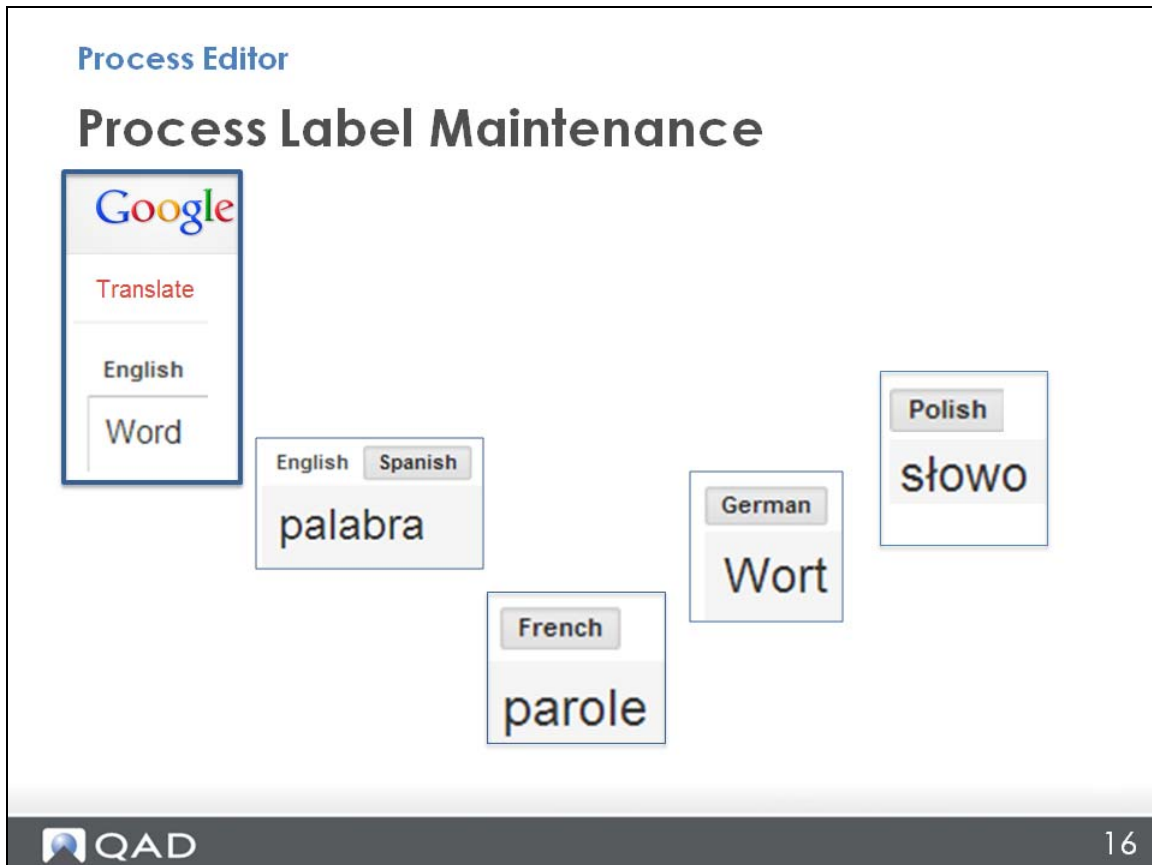 Process Editor
Process Label Maintenance
Google
Translate
English
Word
English Spanish
palabra
French
parole
German
Wort
Polish
słowo
QAD
16